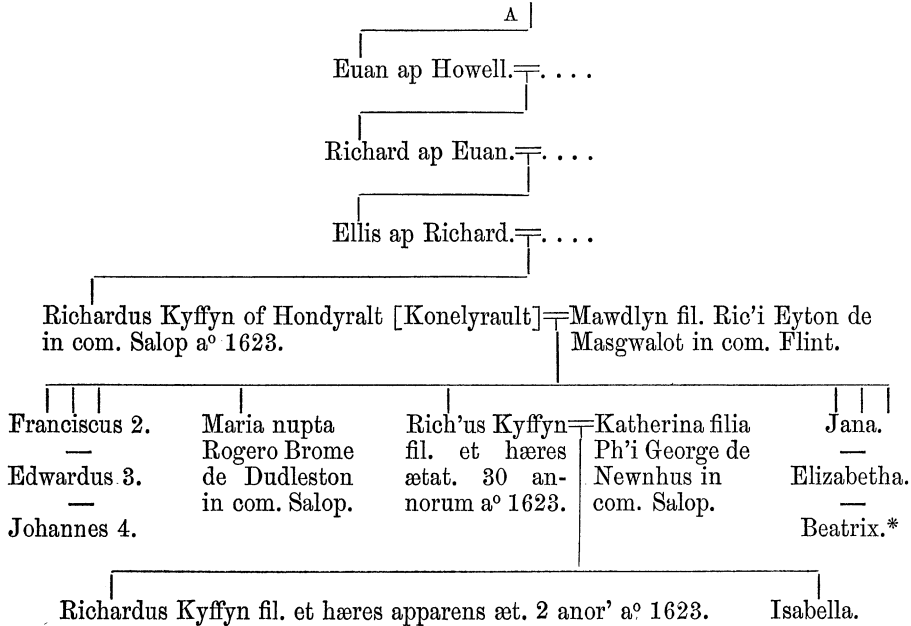 A
Euan ap Howell.=. . . .
Richard ap Euan.=. . . .
Ellis ap Richard.=. . . .
Richardus Kyffyn of Hondyralt [Konelyrault]=Mawdlyn fil. Ric'i Eyton de
in com. Salop aº 1623.
Masgwalot in com. Flint.
Franciscus 2.
—
Edwardus 3.
—
Johannes 4.
Maria nupta
Rogero Brome
de Dudleston
in com. Salop.
Rich'us Kyffyn=
fil. et hæres
ætat. 30 an-
norum aº 1623.
Katherina filia
Ph'i George de
Newnhus in
com. Salop.
Jana.
—
Elizabetha.
—
Beatrix.*
Richardus Kyffyn fil. et hæres apparens æt. 2 anor' aº 1623.
Isabella.